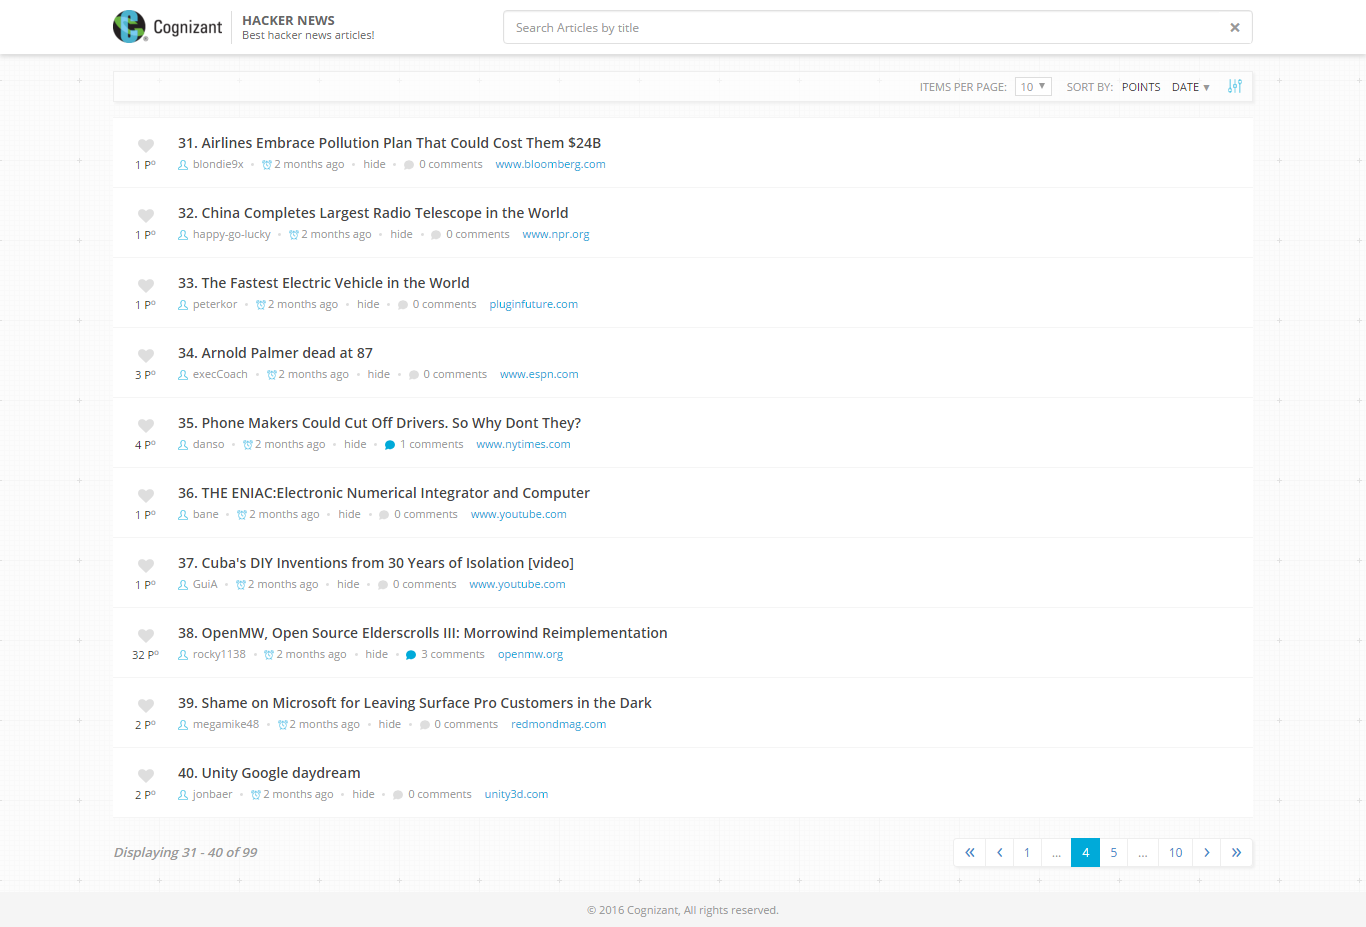 Cognizant
HACKER NEWS
Best hacker news articles!
Search Articles by title
ITEMS PER PAGE: 10 SORT BY: POINTS DATE
31. Airlines Embrace Pollution Plan That Could Cost Them $24B
1 Pº blondie9x • 2 months ago • hide • 0 comments www.bloomberg.com
32. China Completes Largest Radio Telescope in the World
1 Pº happy-go-lucky • 2 months ago • hide • 0 comments www.npr.org
33. The Fastest Electric Vehicle in the World
1 Pº peterkor • 2 months ago • hide • 0 comments pluginfuture.com
34. Arnold Palmer dead at 87
3 Pº execCoach • 2 months ago • hide • 0 comments www.espn.com
35. Phone Makers Could Cut Off Drivers. So Why Dont They?
4 Pº danso • 2 months ago • hide • 1 comments www.nytimes.com
36. THE ENIAC:Electronic Numerical Integrator and Computer
1 Pº bane • 2 months ago • hide • 0 comments www.youtube.com
37. Cuba's DIY Inventions from 30 Years of Isolation [video]
1 Pº GuiA • 2 months ago • hide • 0 comments www.youtube.com
38. OpenMW, Open Source Elderscrolls III: Morrowind Reimplementation
32 Pº rocky1138 • 2 months ago • hide • 3 comments openmw.org
39. Shame on Microsoft for Leaving Surface Pro Customers in the Dark
2 Pº megamike48 • 2 months ago • hide • 0 comments redmondmag.com
40. Unity Google daydream
2 Pº jonbaer • 2 months ago • hide • 0 comments unity3d.com
Displaying 31 - 40 of 99 « ‹ 1 ... 4 5 ... 10 › »
© 2016 Cognizant, All rights reserved.